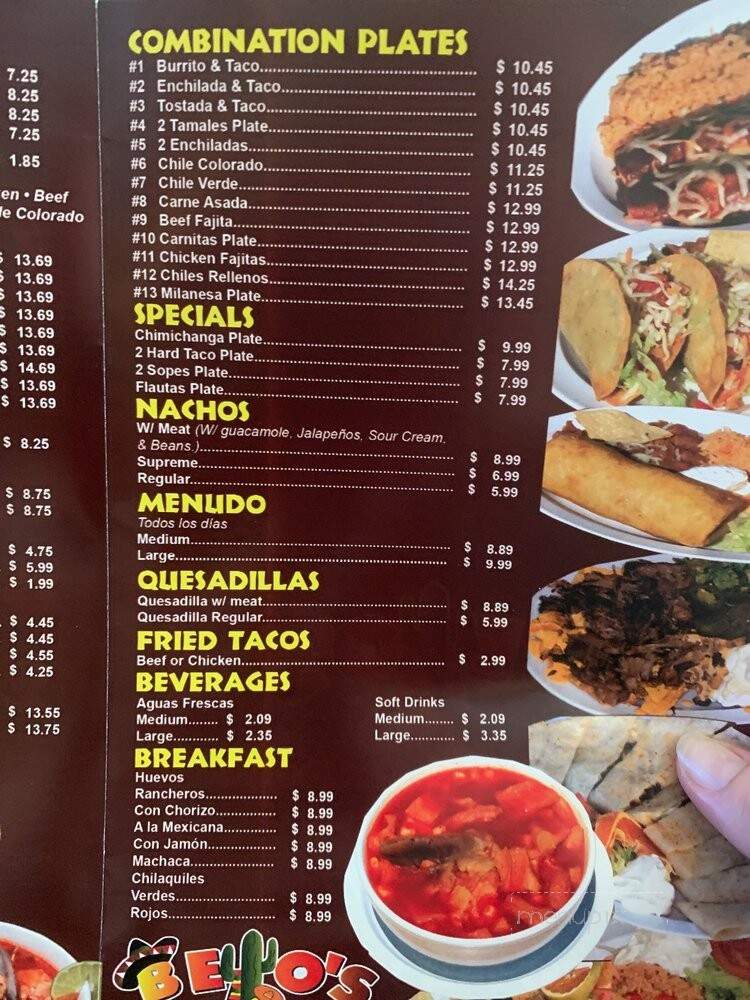 7.25
8.25
8.25
7.25
1.85
en • Beef
le Colorado
$ 13.69
$ 13.69
$ 13.69
$ 13.69
$ 13.69
$ 13.69
$ 14.69
$ 13.69
$ 13.69
$ 8.25
$ 8.75
$ 8.75
$ 4.75
$ 5.99
$ 1.99
$ 4.45
$ 4.45
$ 4.55
$ 4.25
$ 13.55
$ 13.75
COMBINATION PLATES
#1 Burrito & Taco $ 10.45
#2 Enchilada & Taco $ 10.45
#3 Tostada & Taco $ 10.45
#4 2 Tamales Plate $ 10.45
#5 2 Enchiladas $ 10.45
#6 Chile Colorado $ 11.25
#7 Chile Verde $ 11.25
#8 Carne Asada $ 12.99
#9 Beef Fajita $ 12.99
#10 Carnitas Plate $ 12.99
#11 Chicken Fajitas $ 12.99
#12 Chiles Rellenos $ 14.25
#13 Milanesa Plate $ 13.45
SPECIALS
Chimichanga Plate $ 9.99
2 Hard Taco Plate $ 7.99
2 Sopes Plate $ 7.99
Flautas Plate $ 7.99
NACHOS
W/ Meat (W/ guacamole, Jalapeños, Sour Cream,
& Beans.) $ 8.99
Supreme $ 6.99
Regular $ 5.99
MENUDO
Todos los días
Medium $ 8.89
Large $ 9.99
QUESADILLAS
Quesadilla w/ meat $ 8.89
Quesadilla Regular $ 5.99
FRIED TACOS
Beef or Chicken $ 2.99
BEVERAGES
Aguas Frescas
Medium $ 2.09
Large $ 2.35
Soft Drinks
Medium $ 2.09
Large $ 3.35
BREAKFAST
Huevos
Rancheros $ 8.99
Con Chorizo $ 8.99
A la Mexicana $ 8.99
Con Jamón $ 8.99
Machaca $ 8.99
Chilaquiles
Verdes $ 8.99
Rojos $ 8.99
BETO'S